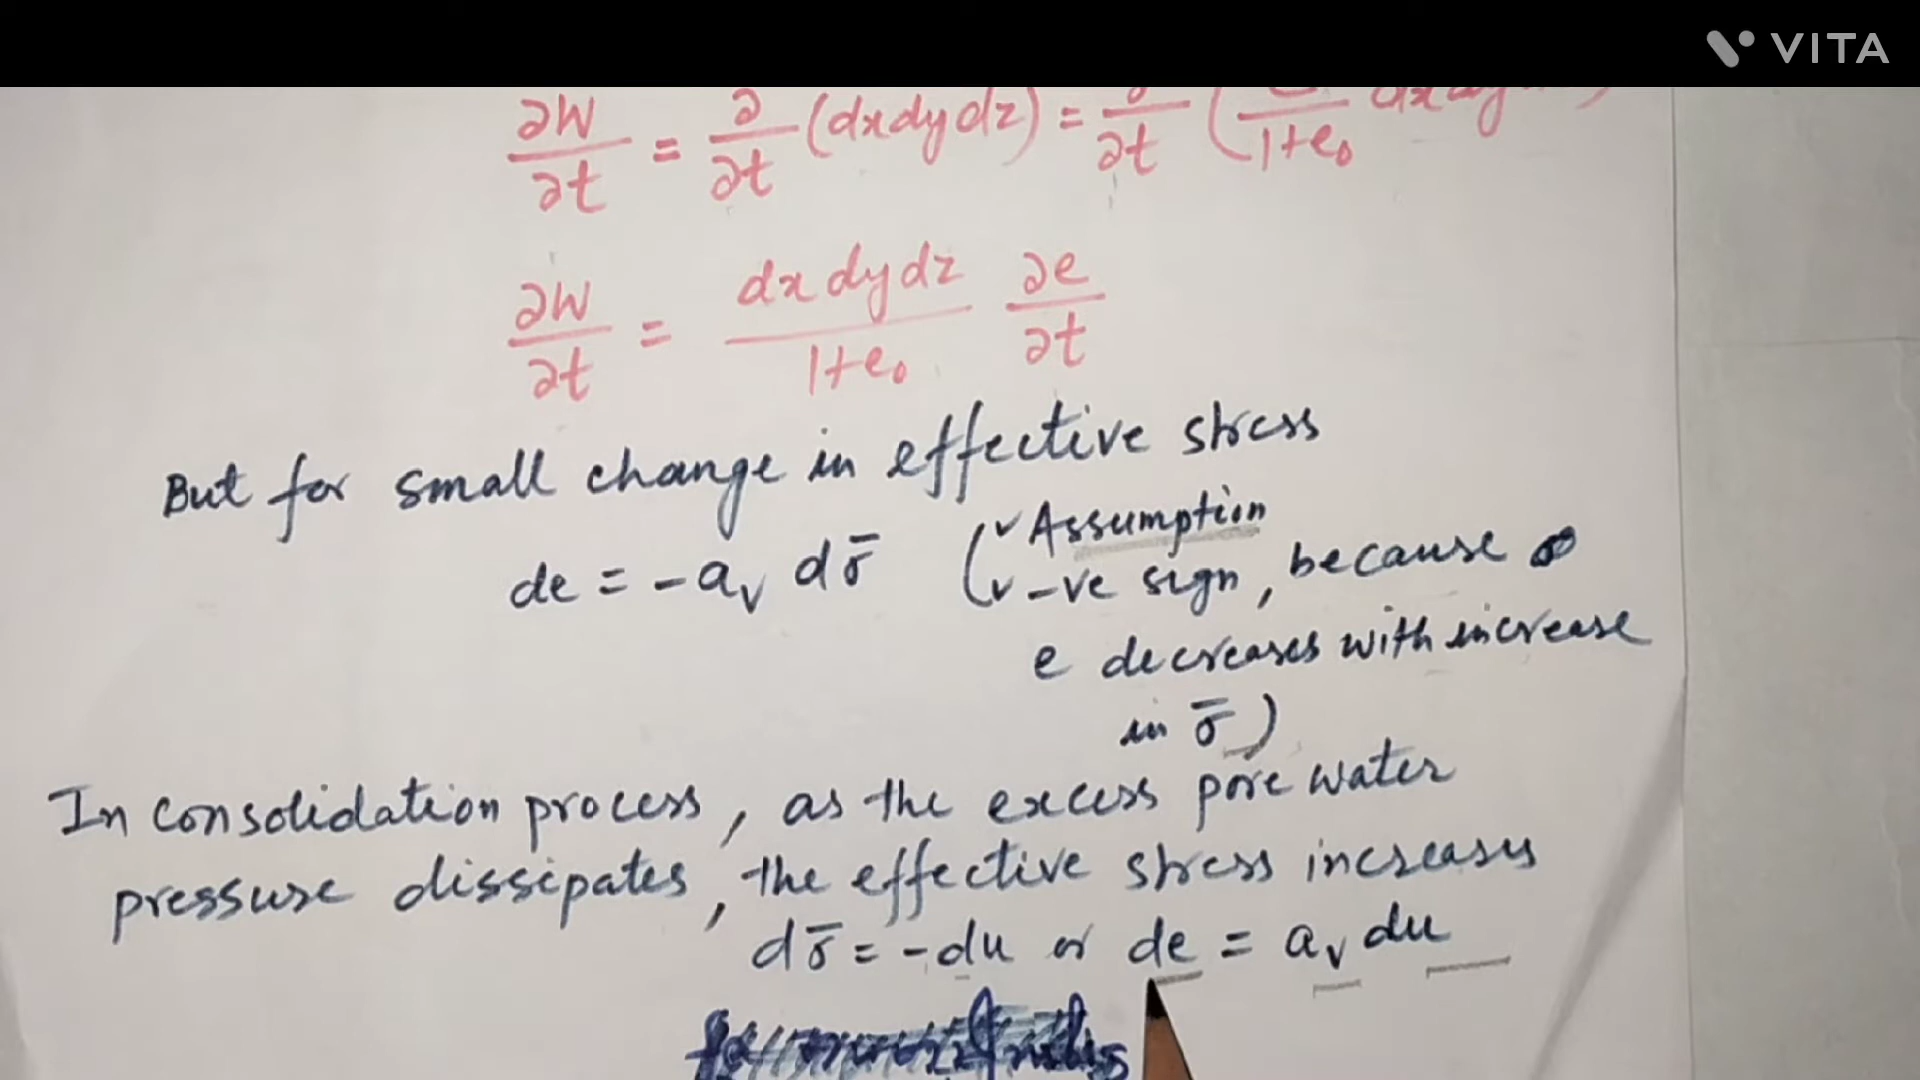 VITA
∂W/∂t = ∂/∂t (dxdydz) = ∂/∂t ( /1+e₀
∂W/∂t = dxdydz/1+e₀ ∂e/∂t
But for small change in effective stress
de = -aᵥ dσ̄ (✓Assumption
✓-ve sign, because
e decreases with increase
in σ̄)
In consolidation process, as the excess pore water
pressure dissipates, the effective stress increases
dσ̄ = -du or de = aᵥ du